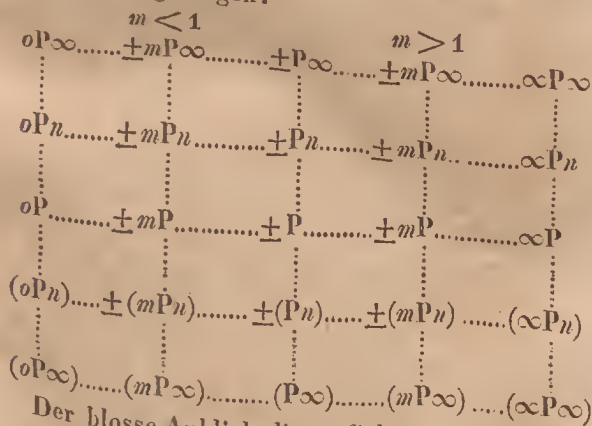 m < 1 m > 1
oP∞........±mP∞..........±P∞........±mP∞........∞P∞
oPn........±mPn..........±Pn........±mPn........∞Pn
oP........±mP..........±P........±mP........∞P
(oPn).....±(mPn)........±(Pn)......±(mPn)......(∞Pn)
(oP∞).......(mP∞)........(P∞).......(mP∞).....(∞P∞)
Der blosse